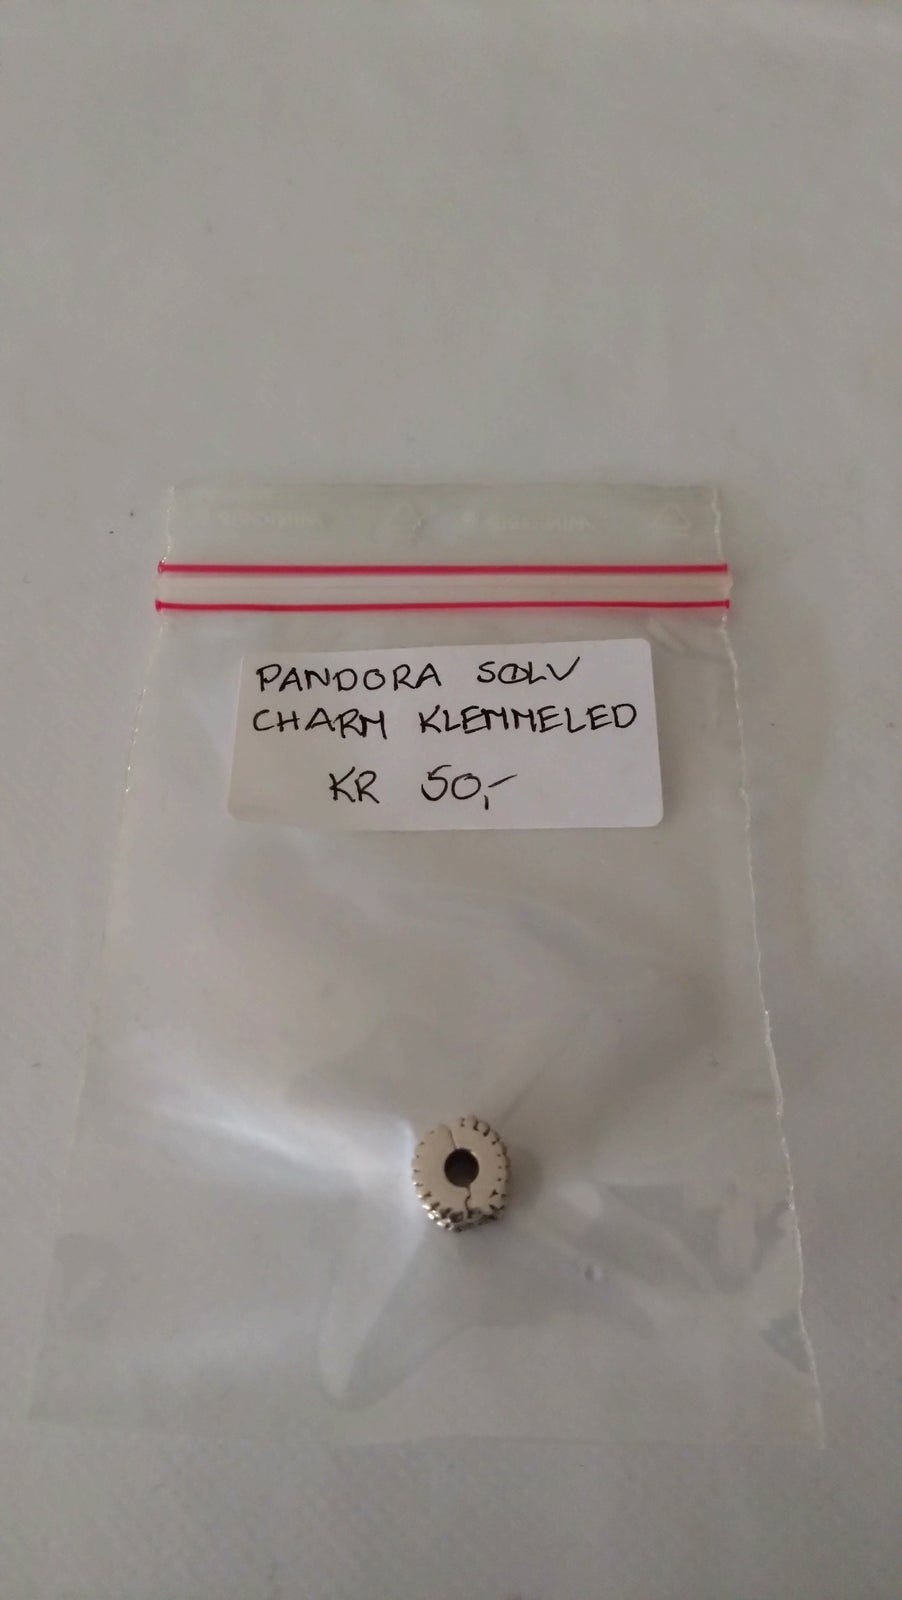 PANDORA SØLV
CHARM KLEMMELED
KR 50,-